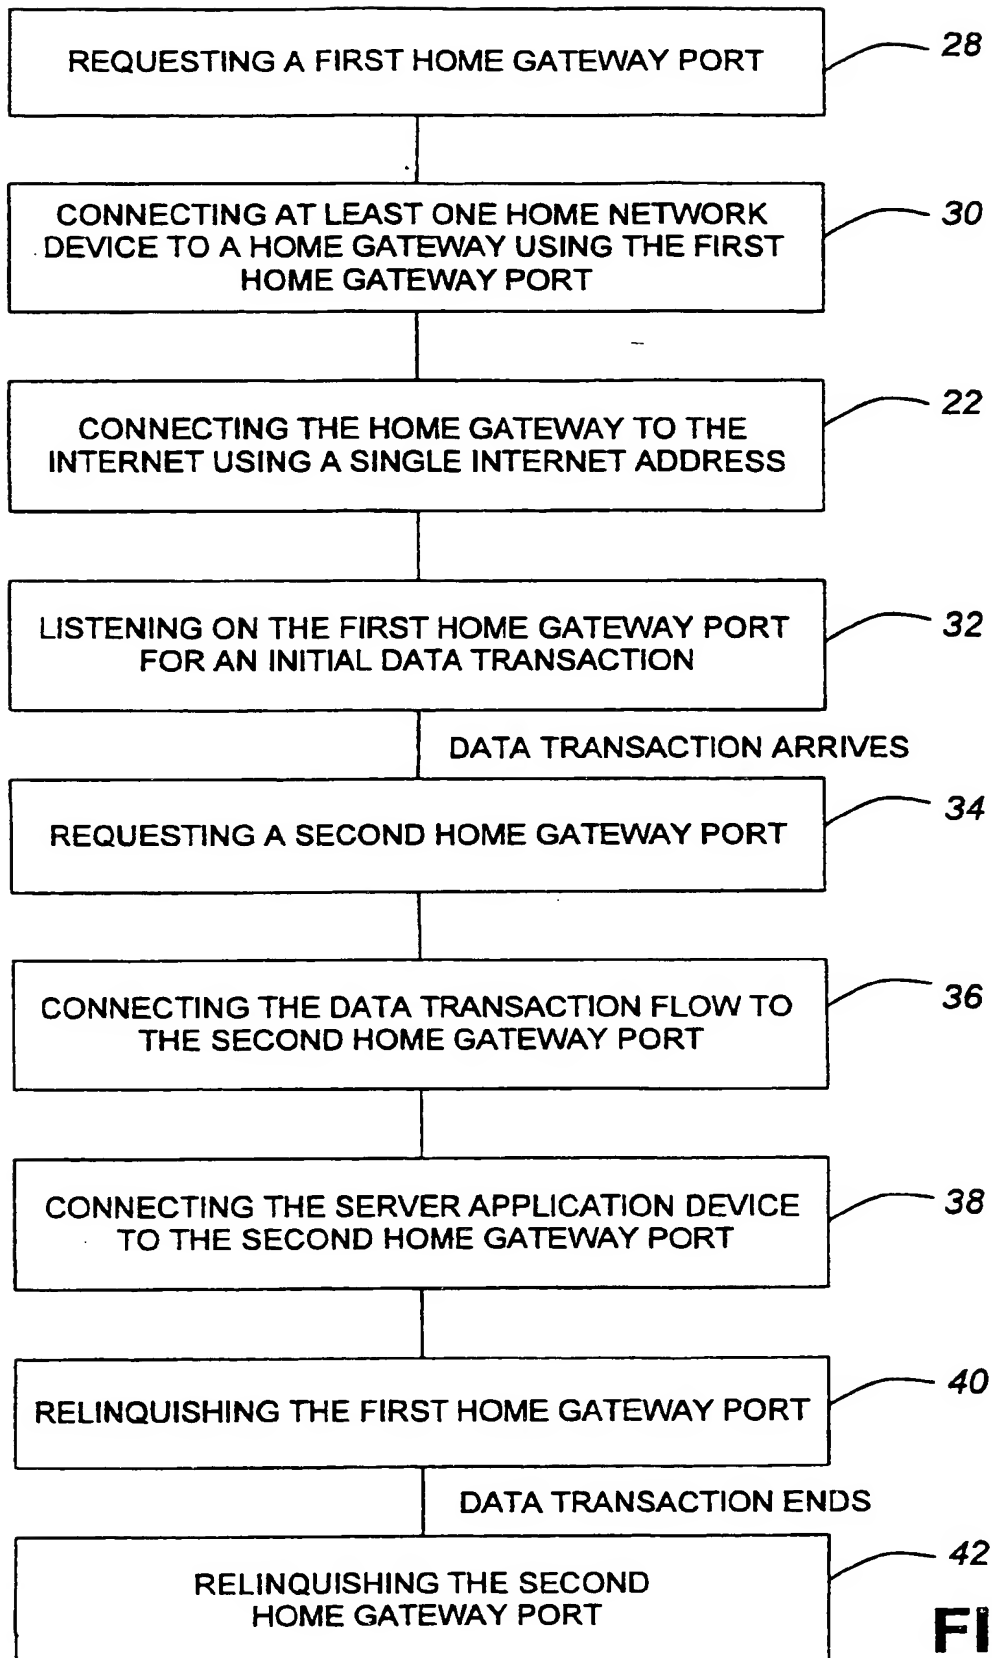 REQUESTING A FIRST HOME GATEWAY PORT
28
CONNECTING AT LEAST ONE HOME NETWORK
DEVICE TO A HOME GATEWAY USING THE FIRST
HOME GATEWAY PORT
30
CONNECTING THE HOME GATEWAY TO THE
INTERNET USING A SINGLE INTERNET ADDRESS
22
LISTENING ON THE FIRST HOME GATEWAY PORT
FOR AN INITIAL DATA TRANSACTION
32
DATA TRANSACTION ARRIVES
REQUESTING A SECOND HOME GATEWAY PORT
34
CONNECTING THE DATA TRANSACTION FLOW TO
THE SECOND HOME GATEWAY PORT
36
CONNECTING THE SERVER APPLICATION DEVICE
TO THE SECOND HOME GATEWAY PORT
38
RELINQUISHING THE FIRST HOME GATEWAY PORT
40
DATA TRANSACTION ENDS
RELINQUISHING THE SECOND
HOME GATEWAY PORT
42
FI